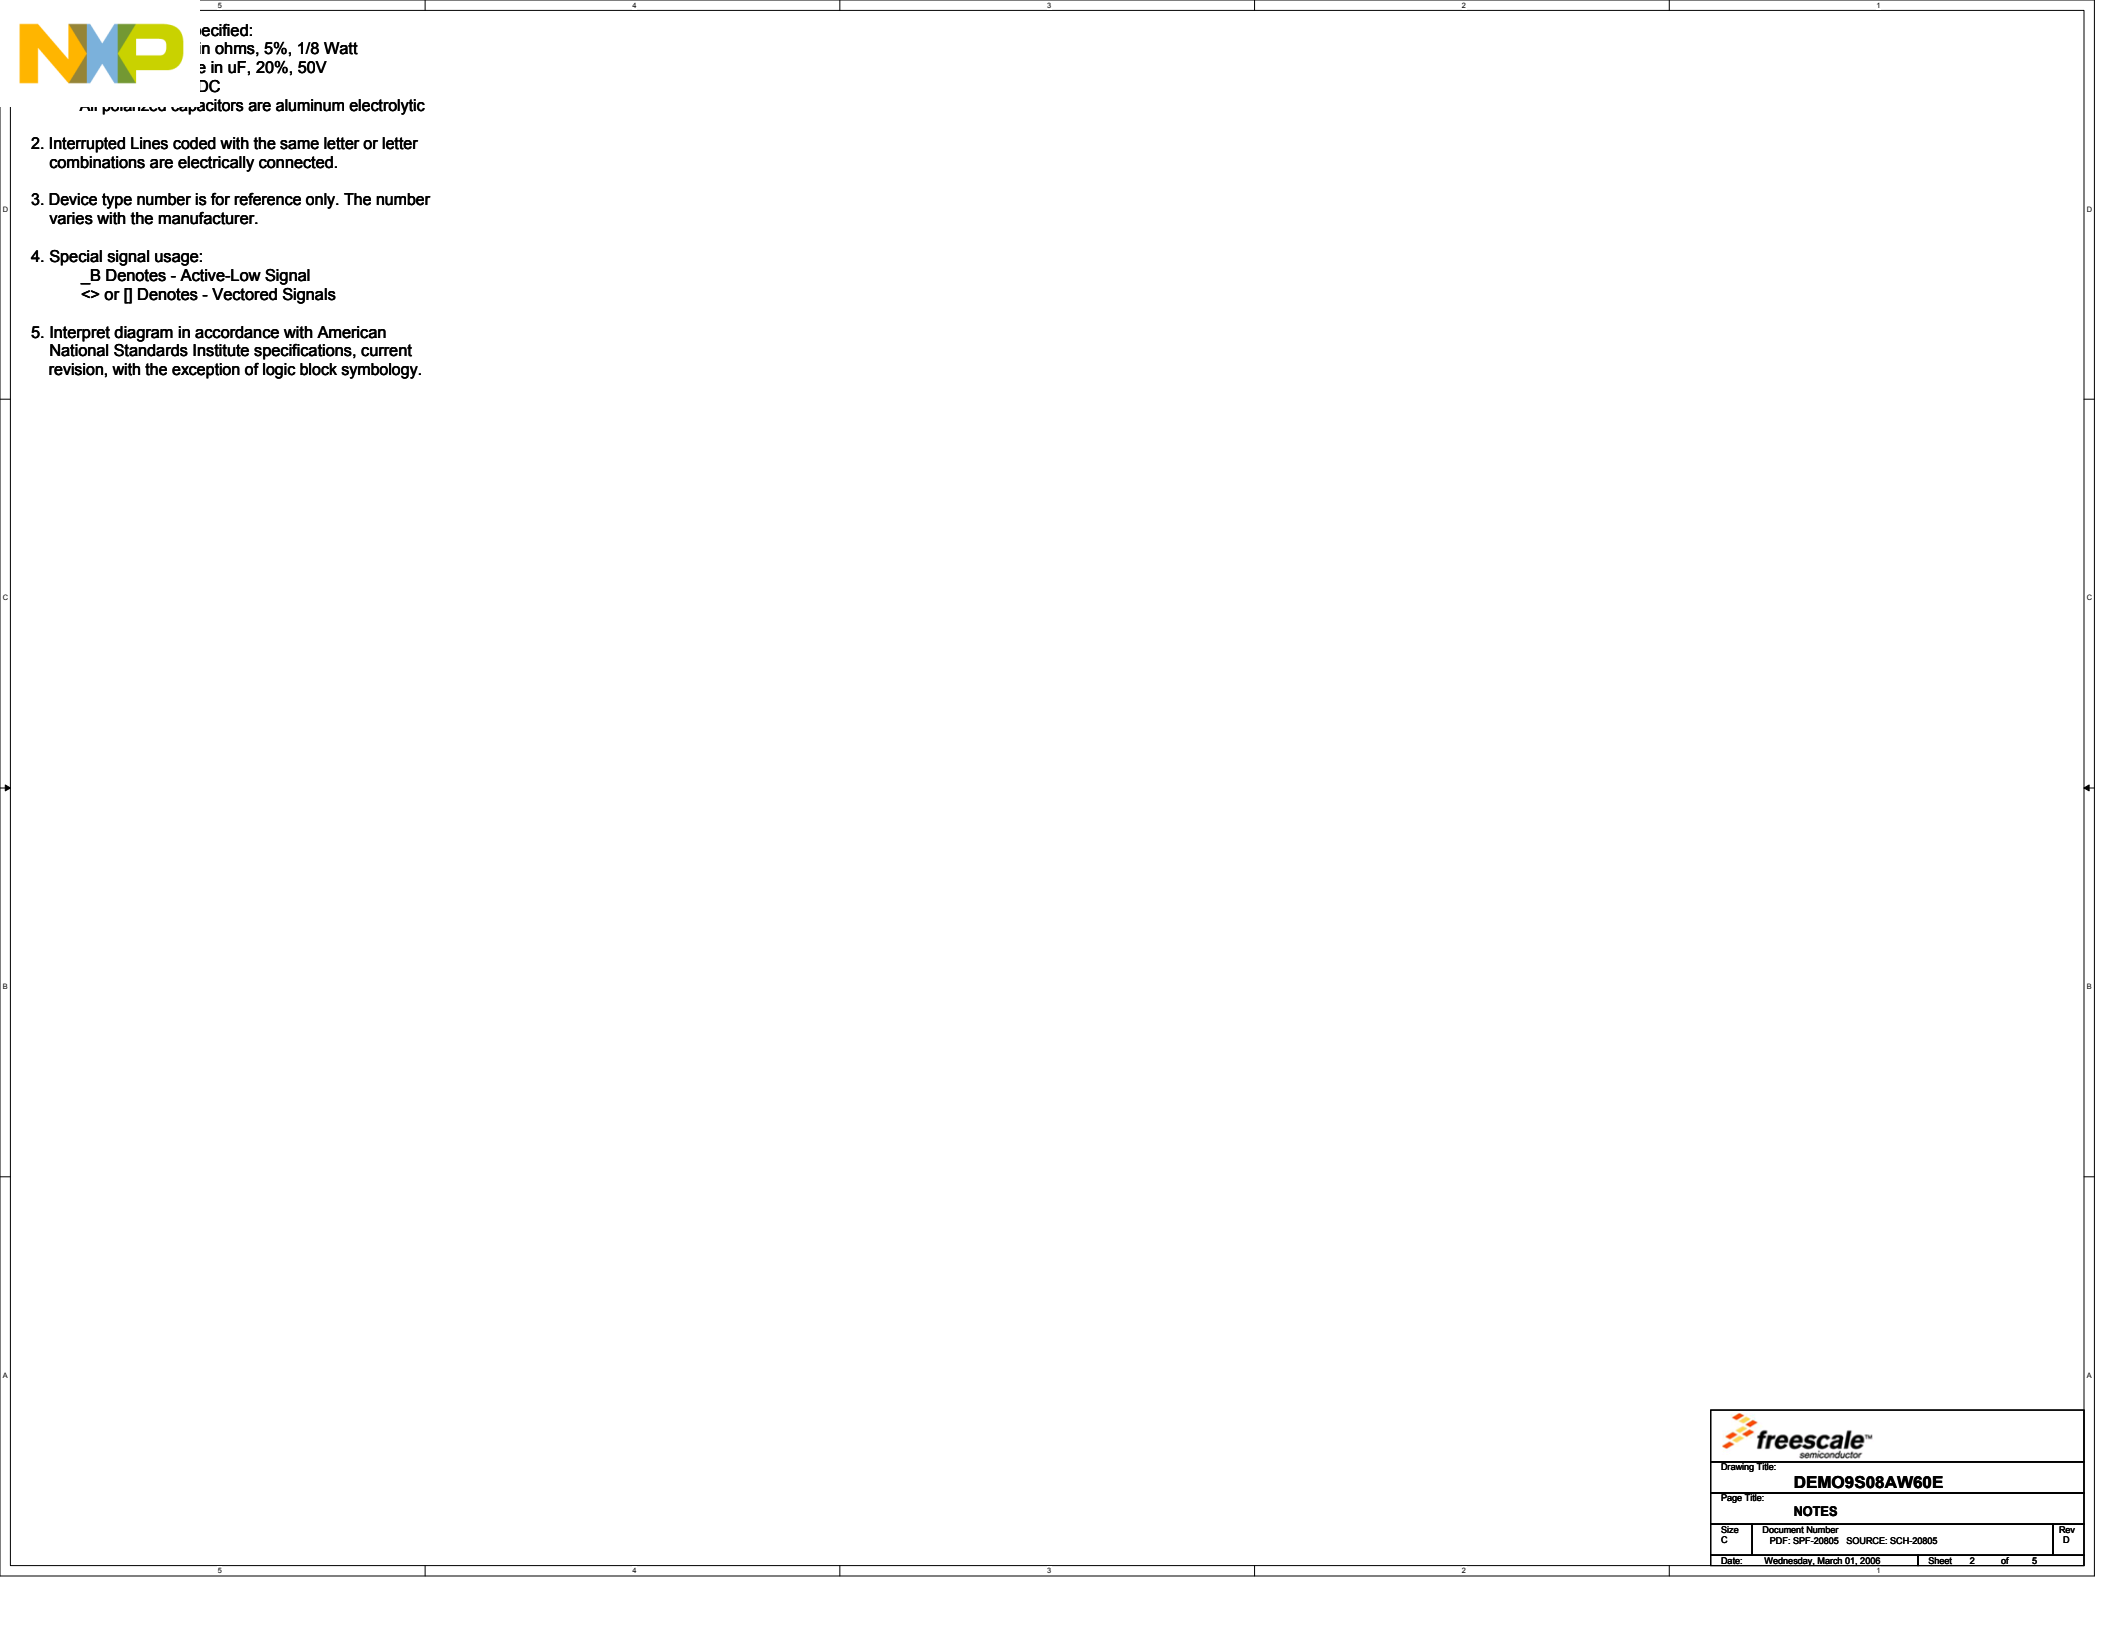 5 4 3 2 1
NXP
ecified:
in ohms, 5%, 1/8 Watt
e in uF, 20%, 50V
DC
All polarized capacitors are aluminum electrolytic
2. Interrupted Lines coded with the same letter or letter
combinations are electrically connected.
3. Device type number is for reference only. The number
varies with the manufacturer.
4. Special signal usage:
_B Denotes - Active-Low Signal
<> or [] Denotes - Vectored Signals
5. Interpret diagram in accordance with American
National Standards Institute specifications, current
revision, with the exception of logic block symbology.
D D
C C
B B
A A
freescale™
semiconductor
Drawing Title:
DEMO9S08AW60E
Page Title:
NOTES
Size Document Number Rev
C PDF: SPF-20805 SOURCE: SCH-20805 D
Date: Wednesday, March 01, 2006 Sheet 2 of 5
5 4 3 2 1